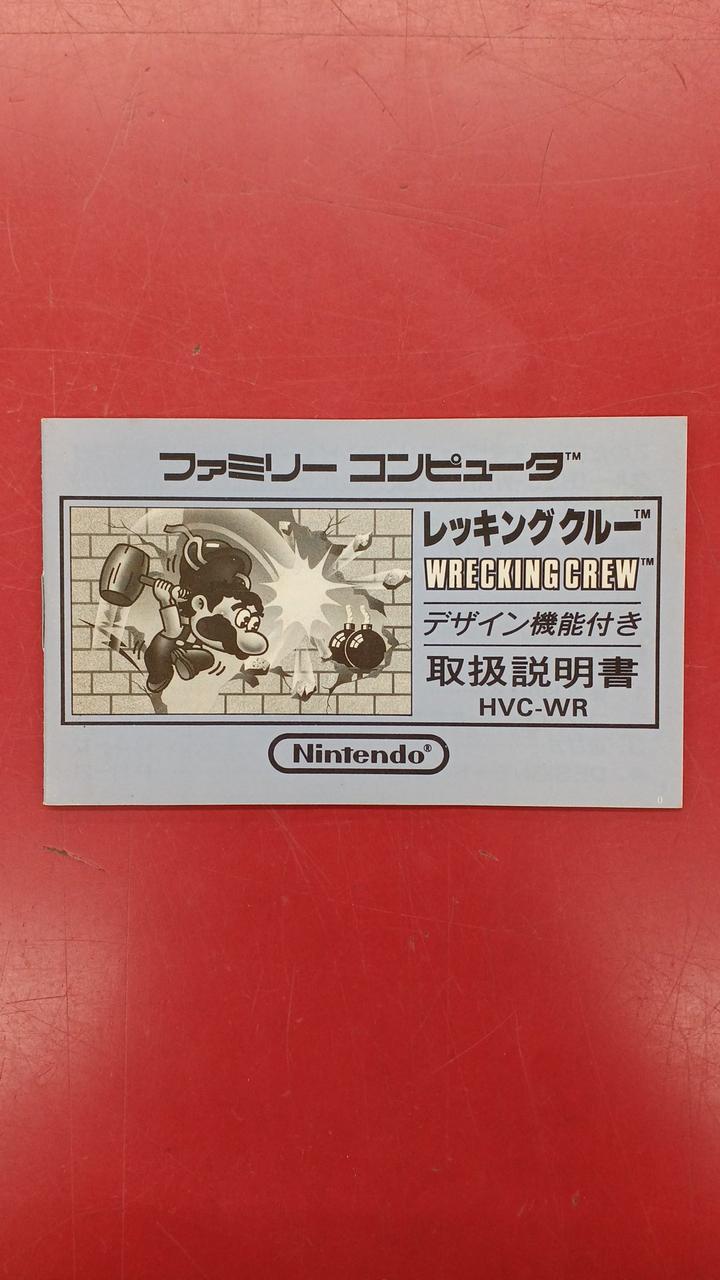 ファミリー コンピュータ™
レッキングクルー™
WRECKING CREW™
デザイン機能付き
取扱説明書
HVC-WR
Nintendo®
0